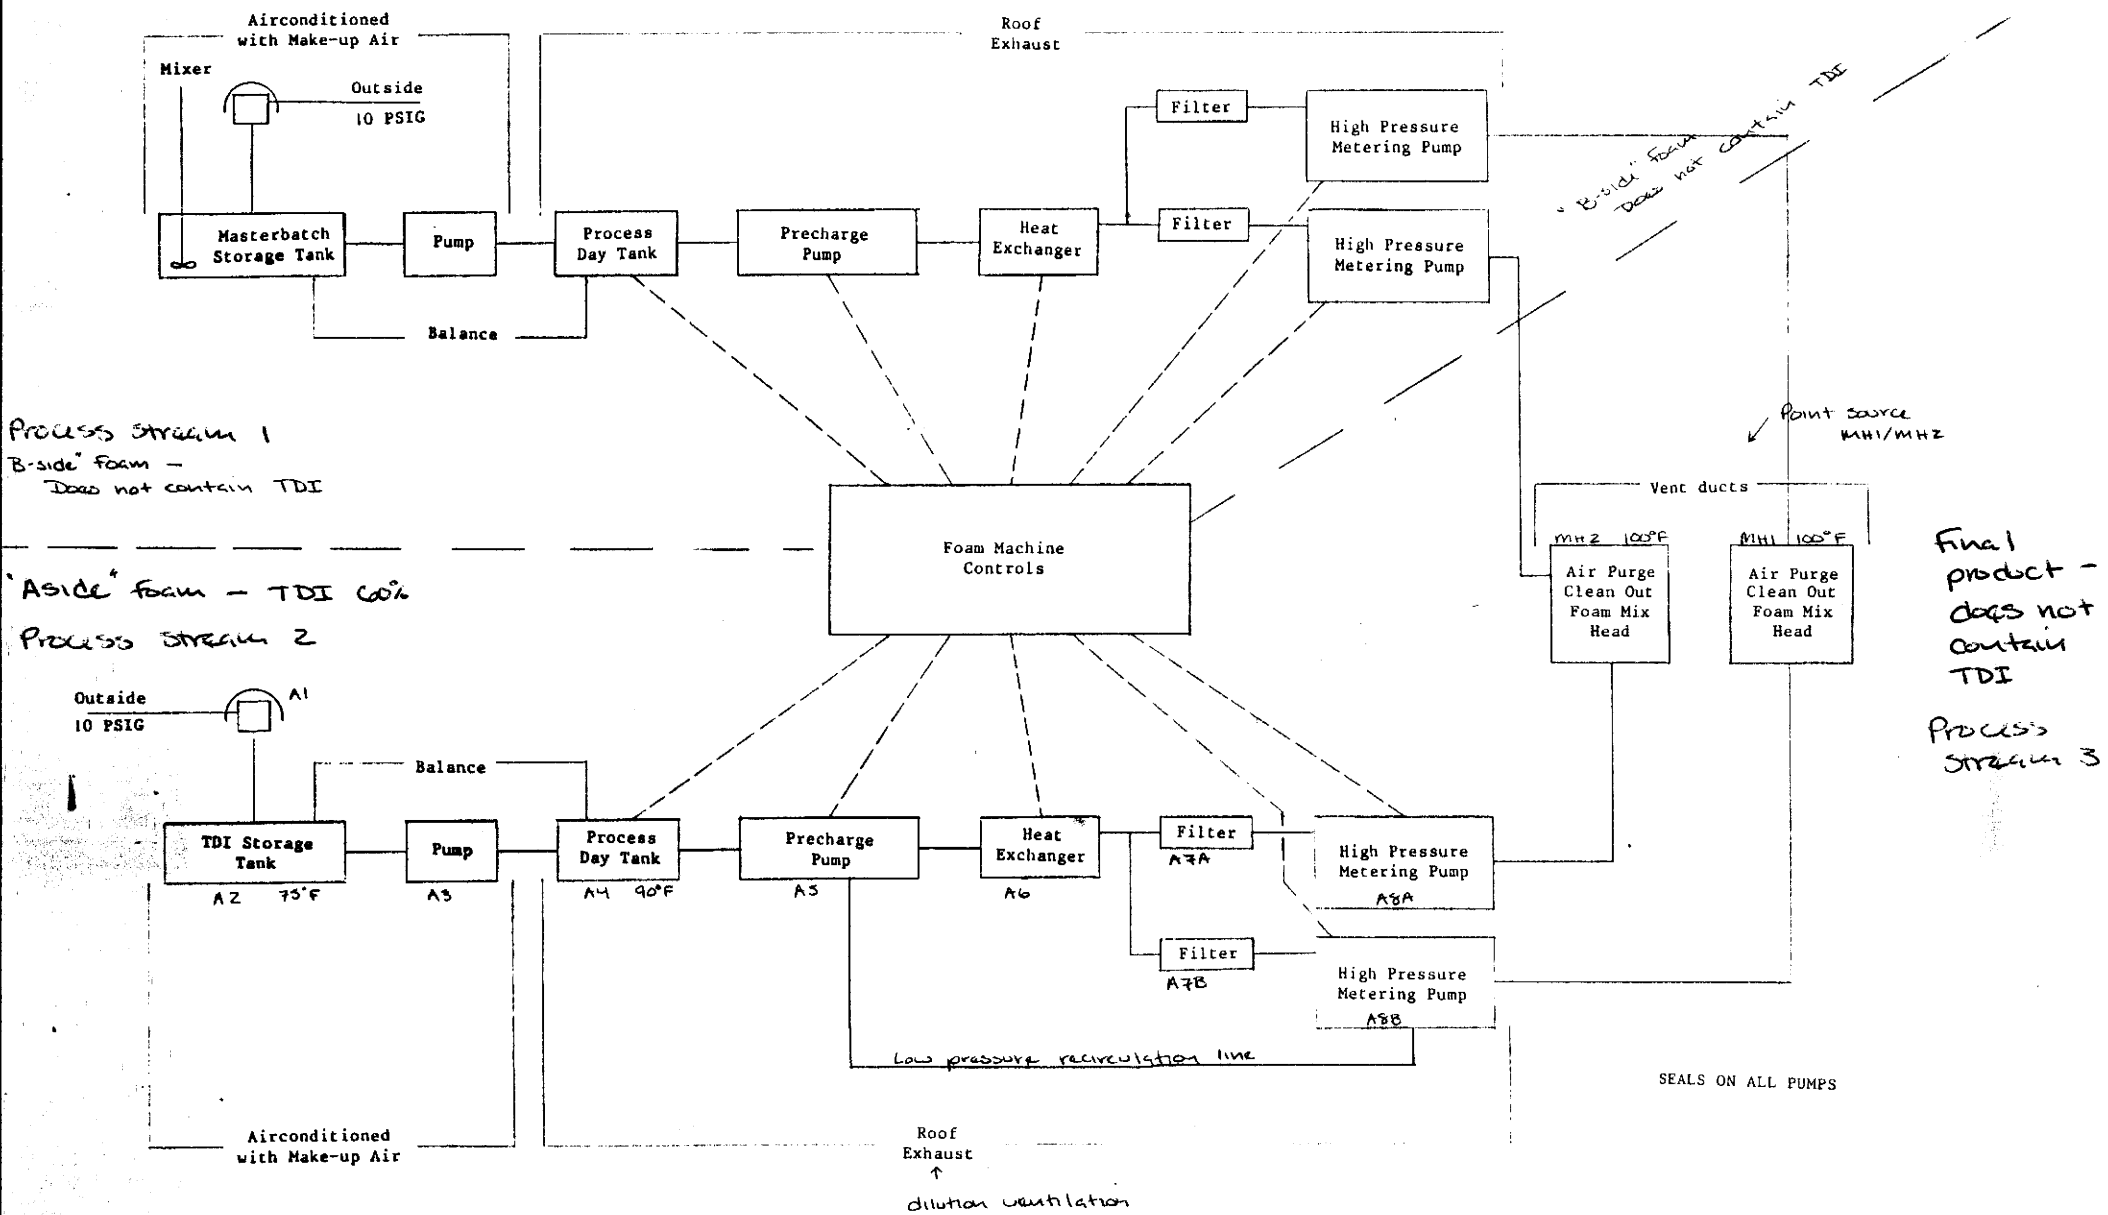 Airconditioned
with Make-up Air
Roof
Exhaust
Mixer
Outside
10 PSIG
Filter
High Pressure
Metering Pump
"B-side" foam
Does not contain TDI
Masterbatch
Storage Tank
Pump
Process
Day Tank
Precharge
Pump
Heat
Exchanger
Filter
High Pressure
Metering Pump
Balance
Process stream 1
B-side" foam -
Does not contain TDI
Point source
MH1/MH2
Vent ducts
MH2 100°F
MH1 100°F
Air Purge
Clean Out
Foam Mix
Head
Air Purge
Clean Out
Foam Mix
Head
Foam Machine
Controls
Final
product -
does not
contain
TDI
Process
stream 3
"Aside" foam - TDI 60%
Process stream 2
Outside
10 PSIG
A1
Balance
TDI Storage
Tank
A2 75°F
Pump
A3
Process
Day Tank
A4 90°F
Precharge
Pump
A5
Heat
Exchanger
A6
Filter
A7A
High Pressure
Metering Pump
A8A
Filter
A7B
High Pressure
Metering Pump
A8B
Low pressure recirculation line
SEALS ON ALL PUMPS
Airconditioned
with Make-up Air
Roof
Exhaust
dilution ventilation